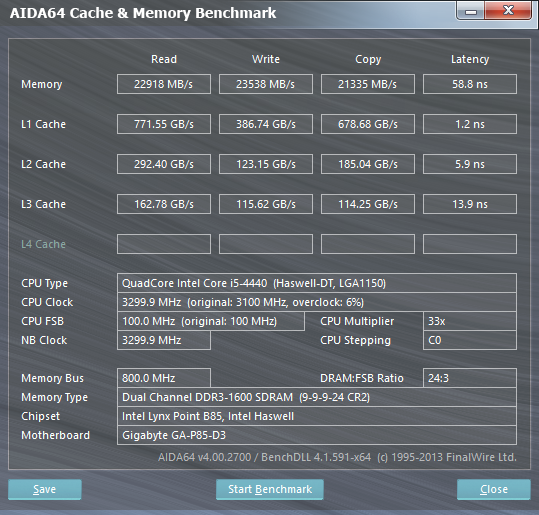 AIDA64 Cache & Memory Benchmark
Read Write Copy Latency
Memory 22918 MB/s 23538 MB/s 21335 MB/s 58.8 ns
L1 Cache 771.55 GB/s 386.74 GB/s 678.68 GB/s 1.2 ns
L2 Cache 292.40 GB/s 123.15 GB/s 185.04 GB/s 5.9 ns
L3 Cache 162.78 GB/s 115.62 GB/s 114.25 GB/s 13.9 ns
L4 Cache
CPU Type QuadCore Intel Core i5-4440 (Haswell-DT, LGA1150)
CPU Clock 3299.9 MHz (original: 3100 MHz, overclock: 6%)
CPU FSB 100.0 MHz (original: 100 MHz) CPU Multiplier 33x
NB Clock 3299.9 MHz CPU Stepping C0
Memory Bus 800.0 MHz DRAM:FSB Ratio 24:3
Memory Type Dual Channel DDR3-1600 SDRAM (9-9-9-24 CR2)
Chipset Intel Lynx Point B85, Intel Haswell
Motherboard Gigabyte GA-P85-D3
AIDA64 v4.00.2700 / BenchDLL 4.1.591-x64 (c) 1995-2013 FinalWire Ltd.
Save Start Benchmark Close